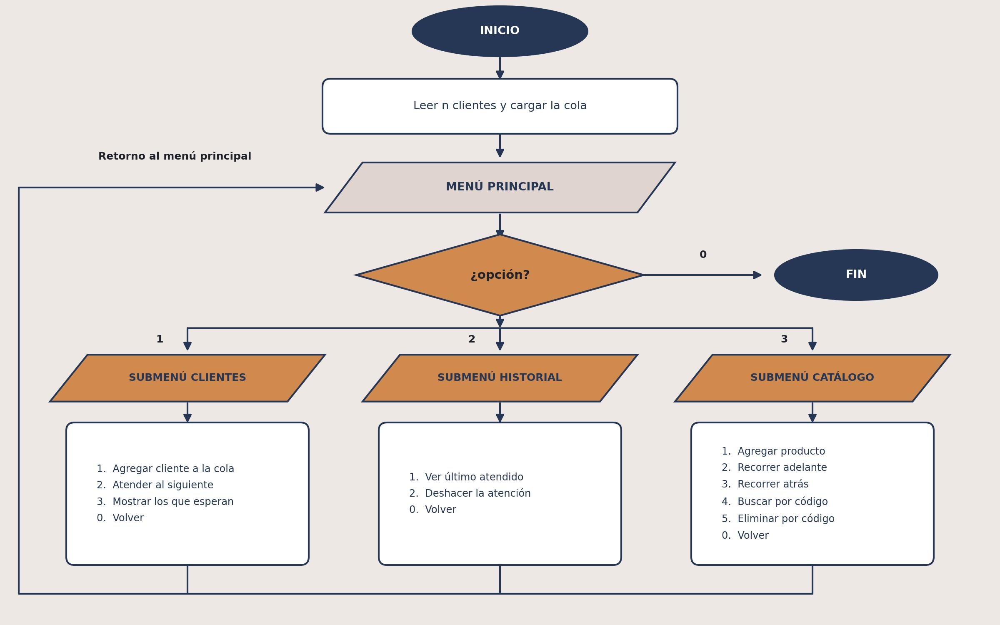 INICIO
Leer n clientes y cargar la cola
Retorno al menú principal
MENÚ PRINCIPAL
¿opción?
0
FIN
1
2
3
SUBMENÚ CLIENTES
SUBMENÚ HISTORIAL
SUBMENÚ CATÁLOGO
1. Agregar cliente a la cola
2. Atender al siguiente
3. Mostrar los que esperan
0. Volver
1. Ver último atendido
2. Deshacer la atención
0. Volver
1. Agregar producto
2. Recorrer adelante
3. Recorrer atrás
4. Buscar por código
5. Eliminar por código
0. Volver